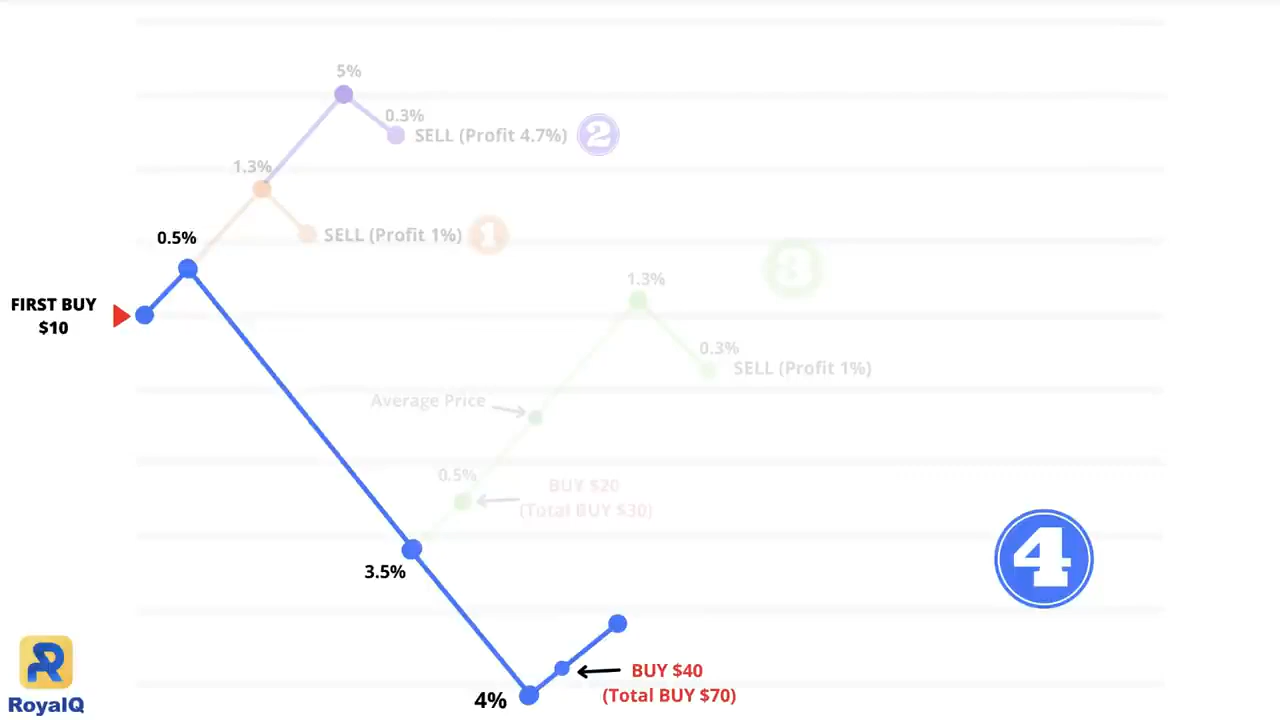 5%
0.3%
SELL (Profit 4.7%)
2
1.3%
SELL (Profit 1%)
1
0.5%
3
1.3%
FIRST BUY
$10
0.3%
SELL (Profit 1%)
Average Price
0.5%
BUY $20
(Total BUY $30)
3.5%
4
BUY $40
(Total BUY $70)
4%
RoyalQ